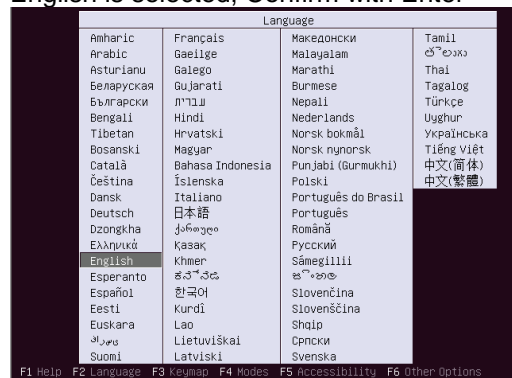 English is selected, Confirm with Enter
Language
Amharic Français Македонски Tamil
Arabic Gaeilge Malayalam
Asturianu Galego Marathi Thai
Беларуская Gujarati Burmese Tagalog
Български עברית Nepali Türkçe
Bengali Hindi Nederlands Uyghur
Tibetan Hrvatski Norsk bokmål Українська
Bosanski Magyar Norsk nynorsk Tiếng Việt
Català Bahasa Indonesia Punjabi (Gurmukhi) 中文(简体)
Čeština Íslenska Polski 中文(繁體)
Dansk Italiano Português do Brasil
Deutsch 日本語 Português
Dzongkha ქართული Română
Ελληνικά Қазақ Русский
English Khmer Sámegillii
Esperanto
Español 한국어 Slovenčina
Eesti Kurdî Slovenščina
Euskara Lao Shqip
Lietuviškai Српски
Suomi Latviski Svenska
F1 Help F2 Language F3 Keymap F4 Modes F5 Accessibility F6 Other Options